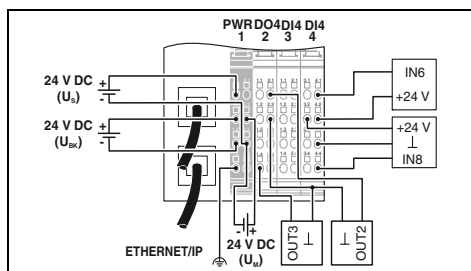 PWR DO4 DI4 DI4
1 2 3 4
24 V DC + -
(US)
IN6
+24 V
24 V DC + -
(UBK)
+24 V
⊥
IN8
- +
24 V DC
(UM)
OUT3 ⊥
⊥ OUT2
ETHERNET/IP